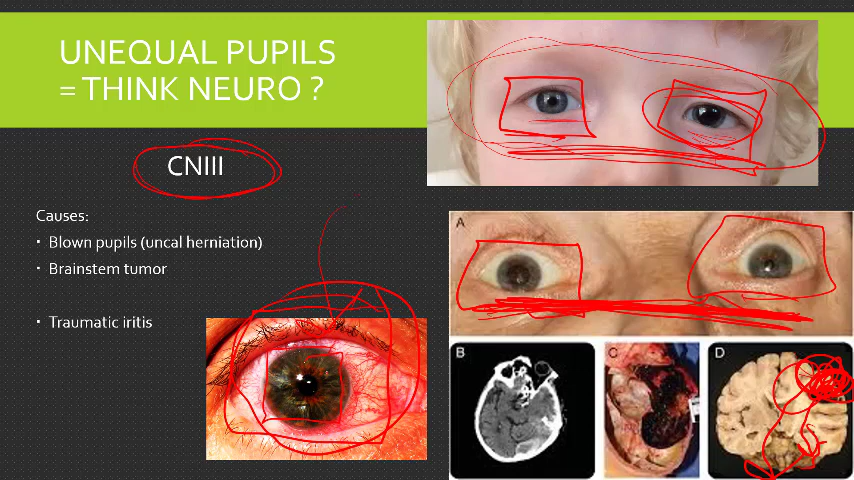 UNEQUAL PUPILS
= THINK NEURO ?
CNIII
Causes:
• Blown pupils (uncal herniation)
• Brainstem tumor
• Traumatic iritis
A
B
C
D